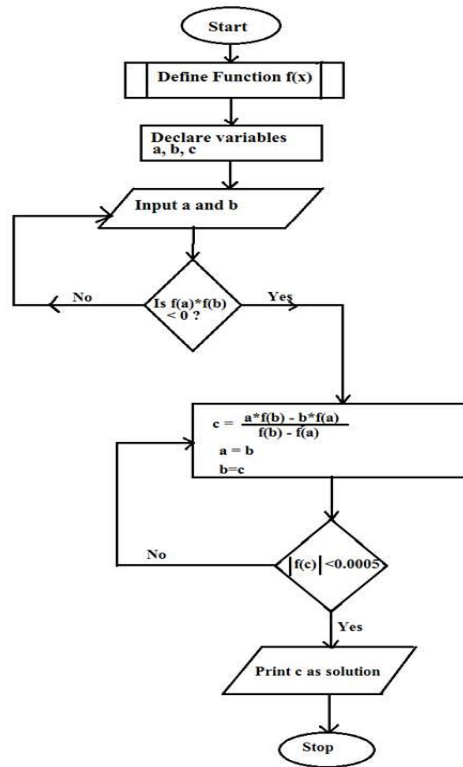 Start
Define Function f(x)
Declare variables
a, b, c
Input a and b
No
Is f(a)*f(b)
< 0 ?
Yes
c = a*f(b) - b*f(a)
f(b) - f(a)
a = b
b=c
No
|f(c)| <0.0005
Yes
Print c as solution
Stop